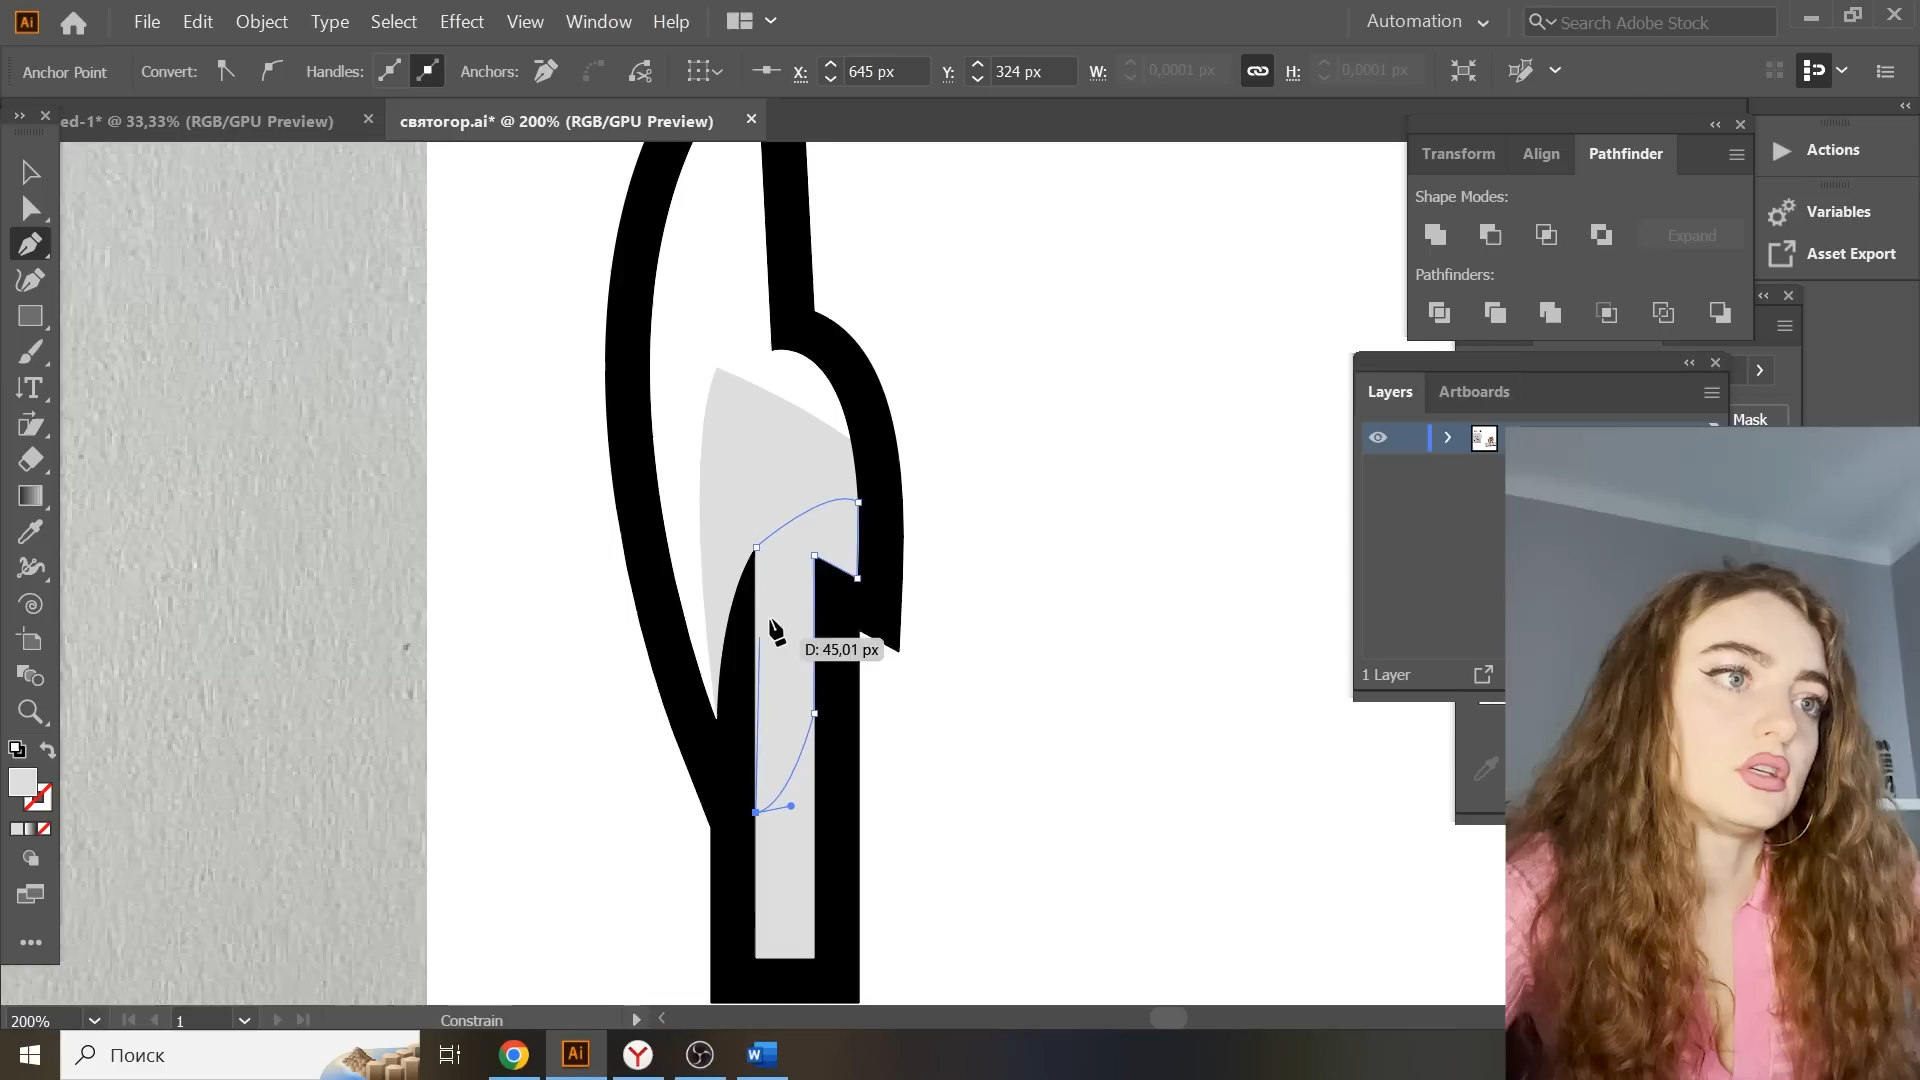 Ai File Edit Object Type Select Effect View Window Help Automation Search Adobe Stock
Anchor Point Convert: Handles: Anchors: X: 645 px Y: 324 px W: 0,0001 px H: 0,0001 px
ed-1* @ 33,33% (RGB/GPU Preview) святогор.ai* @ 200% (RGB/GPU Preview)
Transform Align Pathfinder
Shape Modes:
Expand
Pathfinders:
Actions
Variables
Asset Export
Layers Artboards
Mask
D: 45,01 px
1 Layer
200% 1 Constrain
Поиск
Ai
W